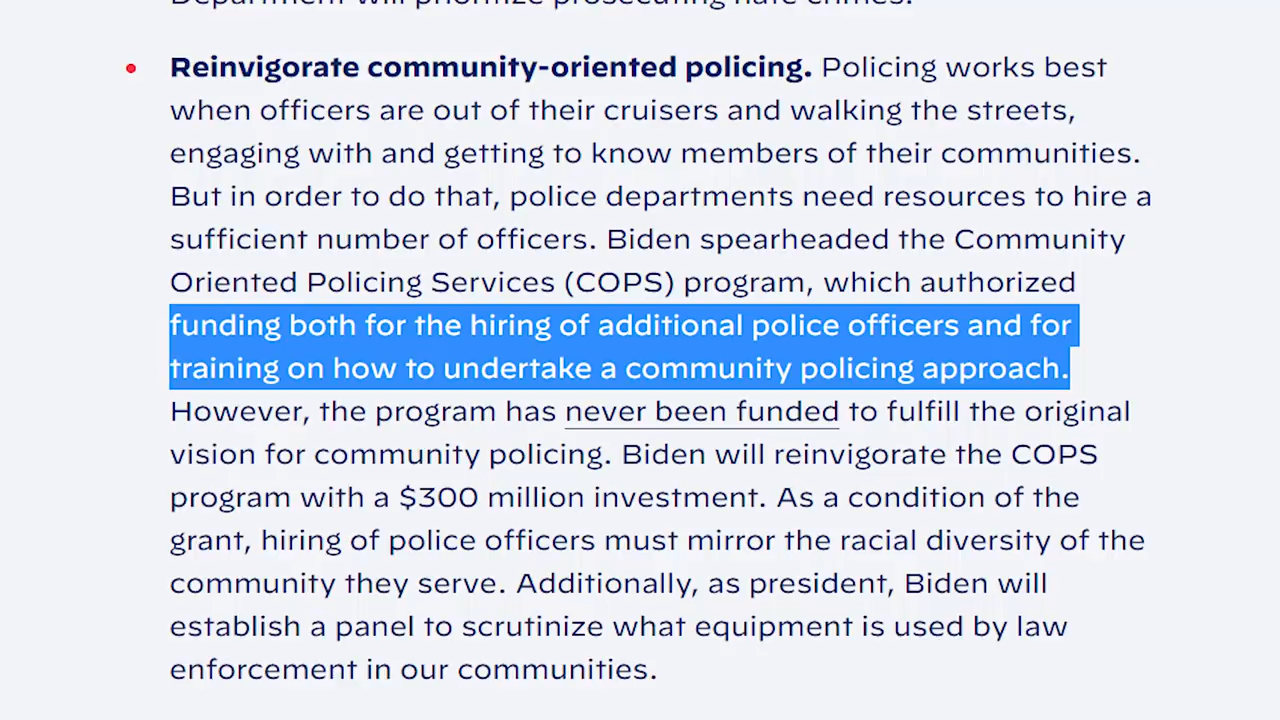 Department will prioritize prosecuting hate crimes.
Reinvigorate community-oriented policing. Policing works best
when officers are out of their cruisers and walking the streets,
engaging with and getting to know members of their communities.
But in order to do that, police departments need resources to hire a
sufficient number of officers. Biden spearheaded the Community
Oriented Policing Services (COPS) program, which authorized
funding both for the hiring of additional police officers and for
training on how to undertake a community policing approach.
However, the program has never been funded to fulfill the original
vision for community policing. Biden will reinvigorate the COPS
program with a $300 million investment. As a condition of the
grant, hiring of police officers must mirror the racial diversity of the
community they serve. Additionally, as president, Biden will
establish a panel to scrutinize what equipment is used by law
enforcement in our communities.